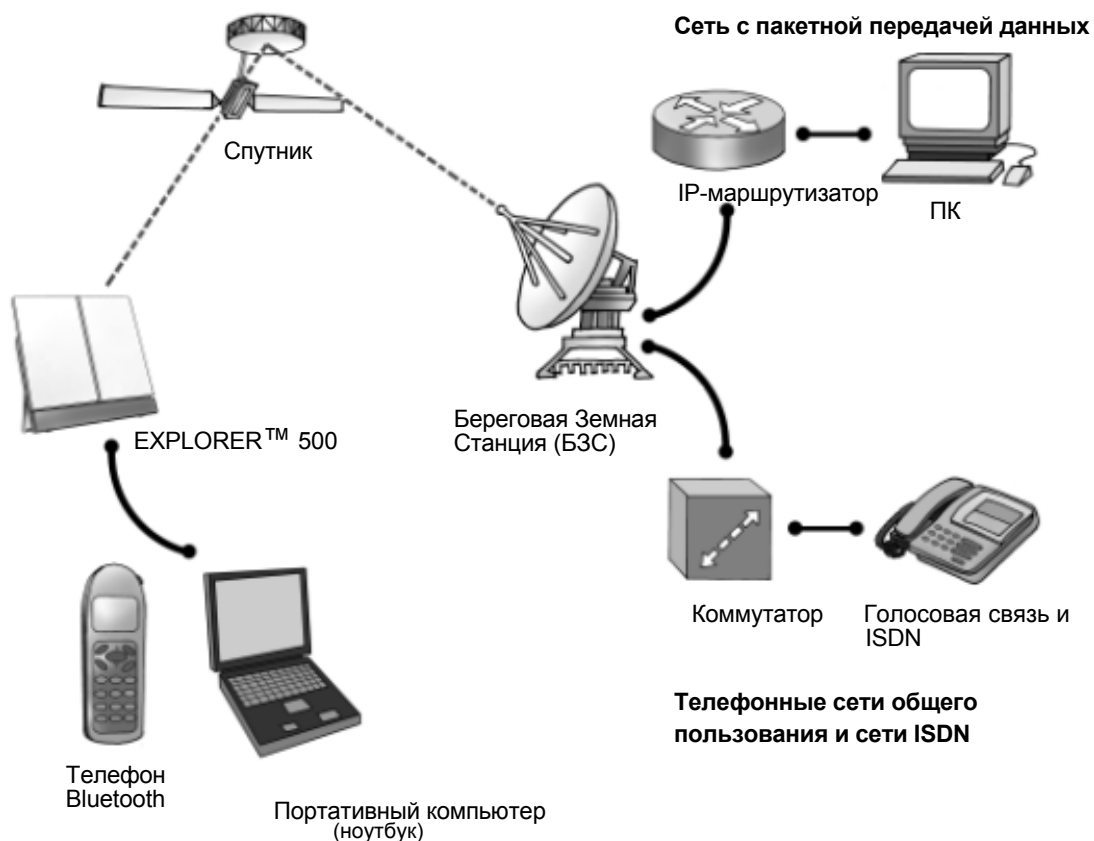 Сеть с пакетной передачей данных
Спутник
IP-маршрутизатор
ПК
EXPLORER™ 500
Береговая Земная
Станция (БЗС)
Коммутатор
Голосовая связь и
ISDN
Телефонные сети общего
пользования и сети ISDN
Телефон
Bluetooth
Портативный компьютер
(ноутбук)